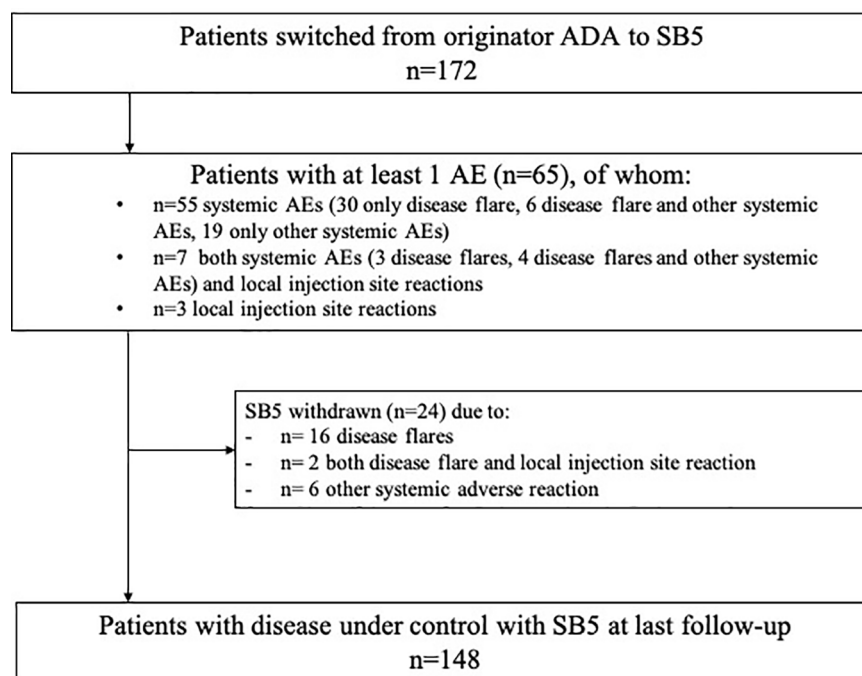 Patients switched from originator ADA to SB5
n=172
Patients with at least 1 AE (n=65), of whom:
• n=55 systemic AEs (30 only disease flare, 6 disease flare and other systemic
AEs, 19 only other systemic AEs)
• n=7 both systemic AEs (3 disease flares, 4 disease flares and other systemic
AEs) and local injection site reactions
• n=3 local injection site reactions
SB5 withdrawn (n=24) due to:
- n= 16 disease flares
- n= 2 both disease flare and local injection site reaction
- n= 6 other systemic adverse reaction
Patients with disease under control with SB5 at last follow-up
n=148